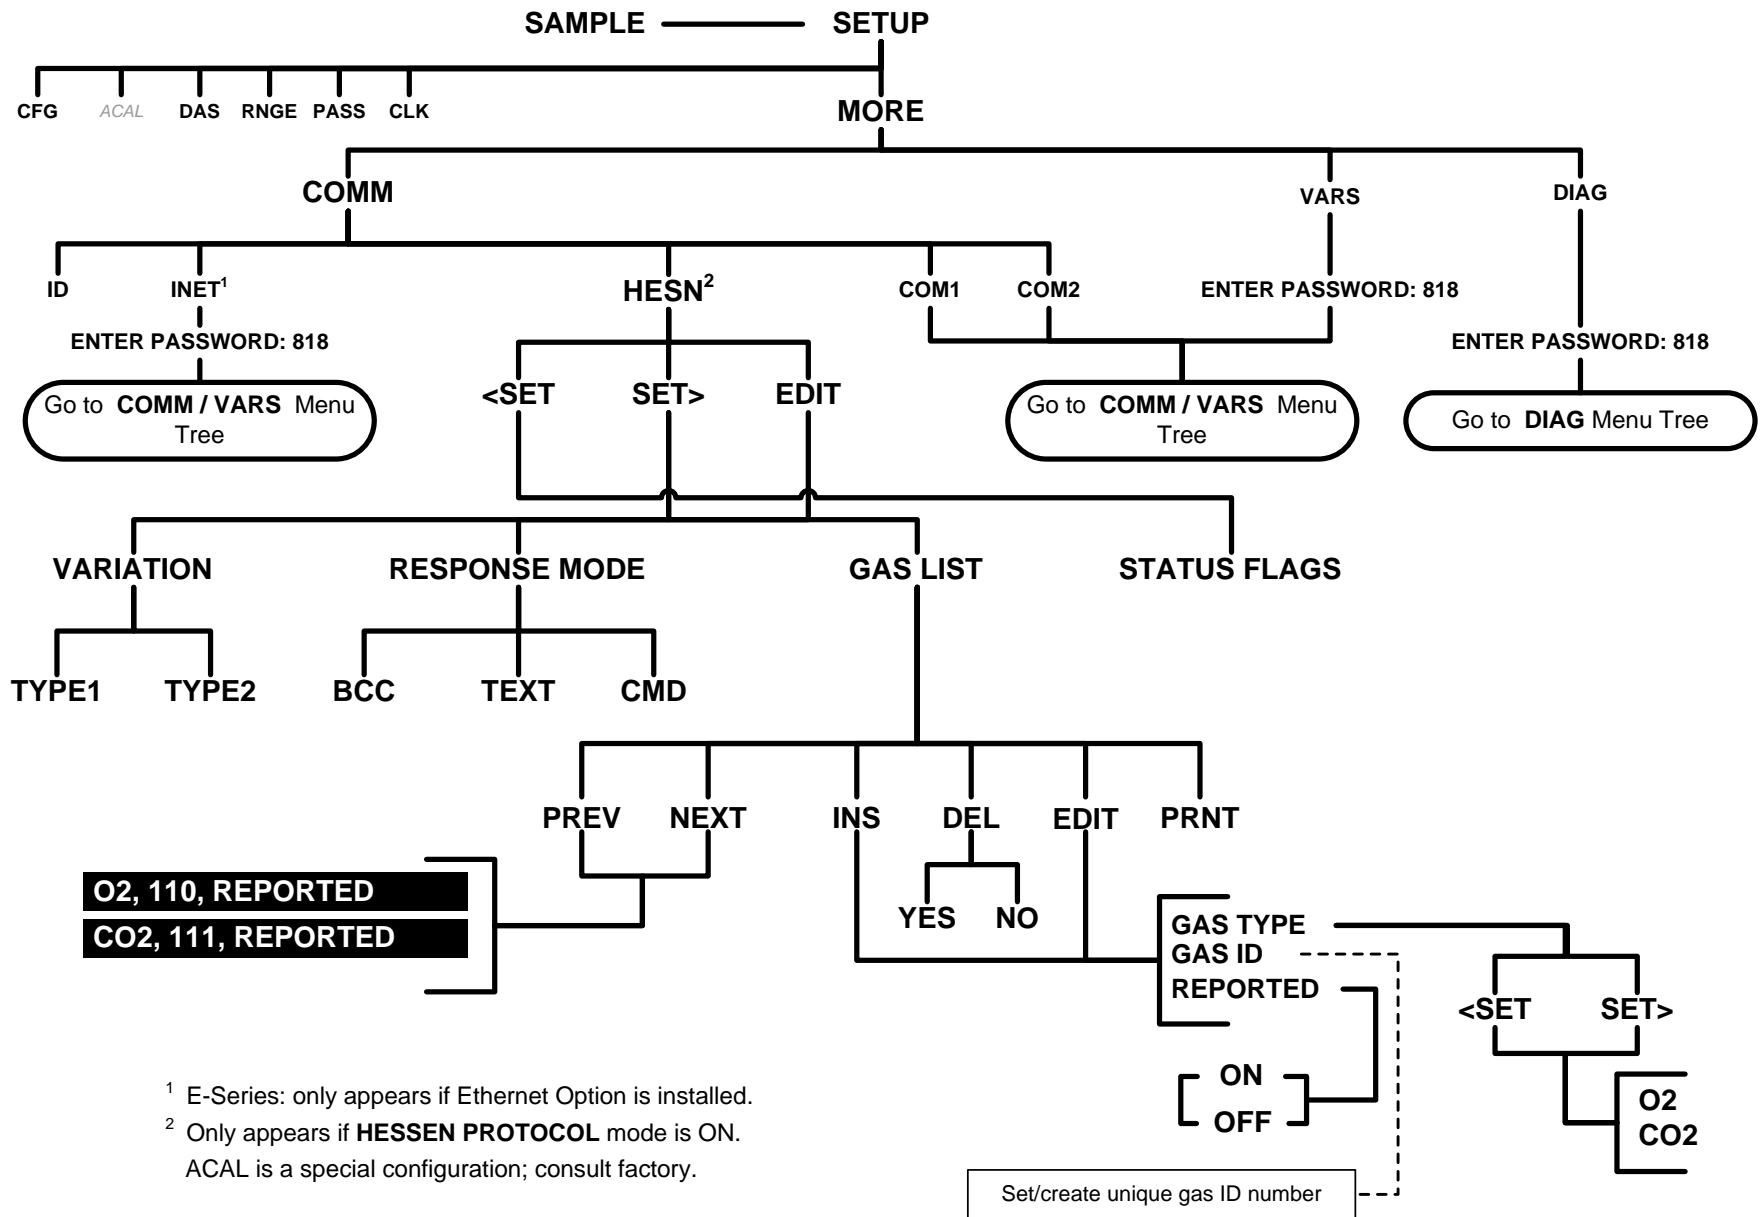 SAMPLE SETUP
CFG ACAL DAS RNGE PASS CLK
MORE
COMM
VARS
DIAG
ID INET1 HESN2 COM1 COM2 ENTER PASSWORD: 818
ENTER PASSWORD: 818
ENTER PASSWORD: 818
Go to COMM / VARS Menu
Tree
<SET SET> EDIT
Go to COMM / VARS Menu
Tree
Go to DIAG Menu Tree
VARIATION RESPONSE MODE GAS LIST STATUS FLAGS
TYPE1 TYPE2 BCC TEXT CMD
PREV NEXT INS DEL EDIT PRNT
O2, 110, REPORTED
CO2, 111, REPORTED
YES NO
GAS TYPE
GAS ID
REPORTED
<SET SET>
ON
OFF
O2
CO2
1 E-Series: only appears if Ethernet Option is installed.
2 Only appears if HESSEN PROTOCOL mode is ON.
ACAL is a special configuration; consult factory.
Set/create unique gas ID number